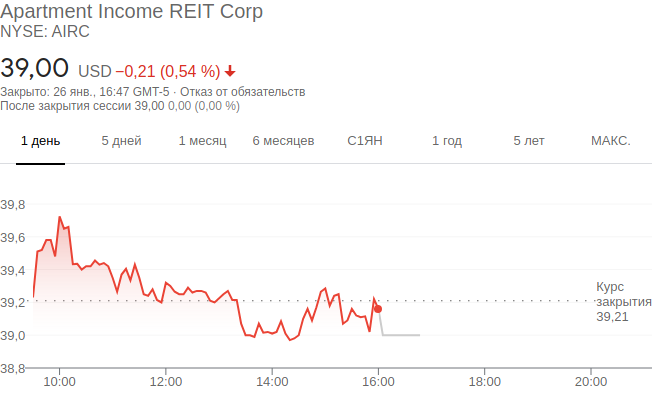 Apartment Income REIT Corp
NYSE: AIRC
39,00 USD −0,21 (0,54 %) ↓
Закрыто: 26 янв., 16:47 GMT-5 · Отказ от обязательств
После закрытия сессии 39,00 0,00 (0,00 %)
1 день 5 дней 1 месяц 6 месяцев С1ЯН 1 год 5 лет МАКС.
39,8
39,6
39,4
39,2
39,0
38,8
Курс
закрытия
39,21
10:00 12:00 14:00 16:00 18:00 20:00